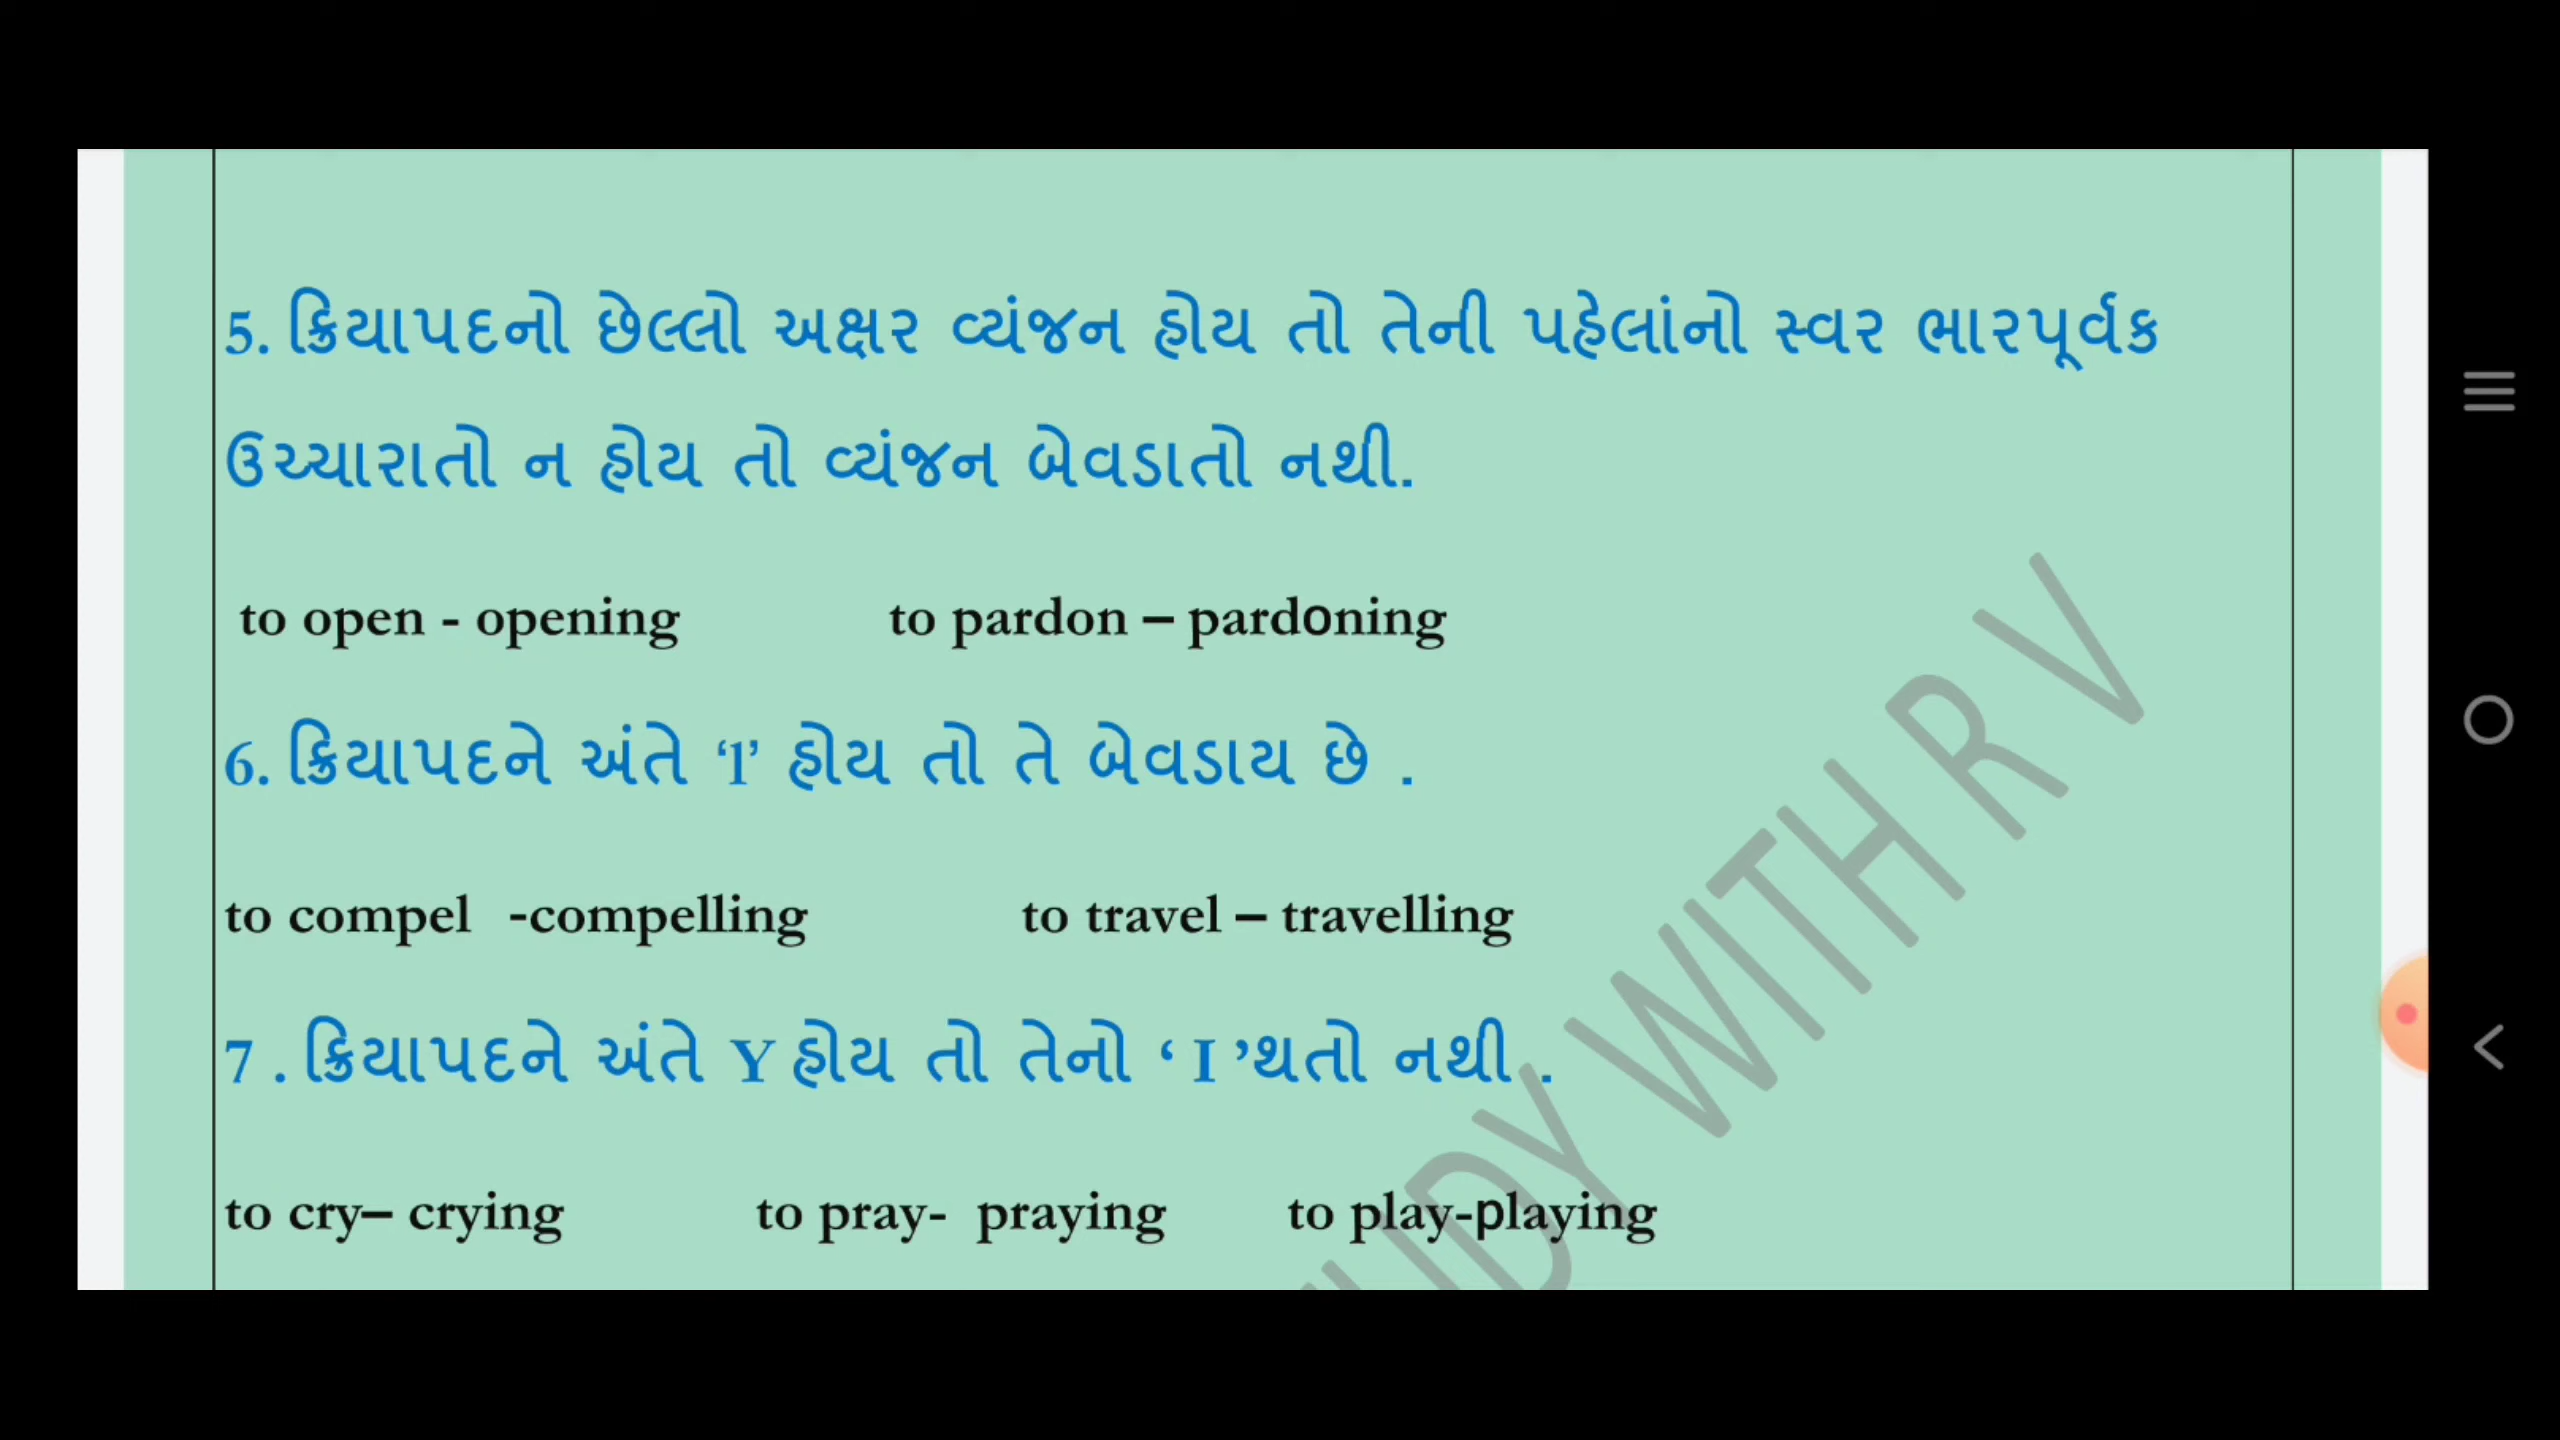 5. ક્રિયાપદનો છેલ્લો અક્ષર વ્યંજન હોય તો તેની પહેલાંનો સ્વર ભારપૂર્વક
ઉચ્ચારાતો ન હોય તો વ્યંજન બેવડાતો નથી.
to open - opening to pardon – pardoning
6. ક્રિયાપદને અંતે ‘l’ હોય તો તે બેવડાય છે .
to compel -compelling to travel – travelling
7 . ક્રિયાપદને અંતે Y હોય તો તેનો ‘ I ’થતો નથી .
to cry– crying to pray- praying to play-playing
WITH R V